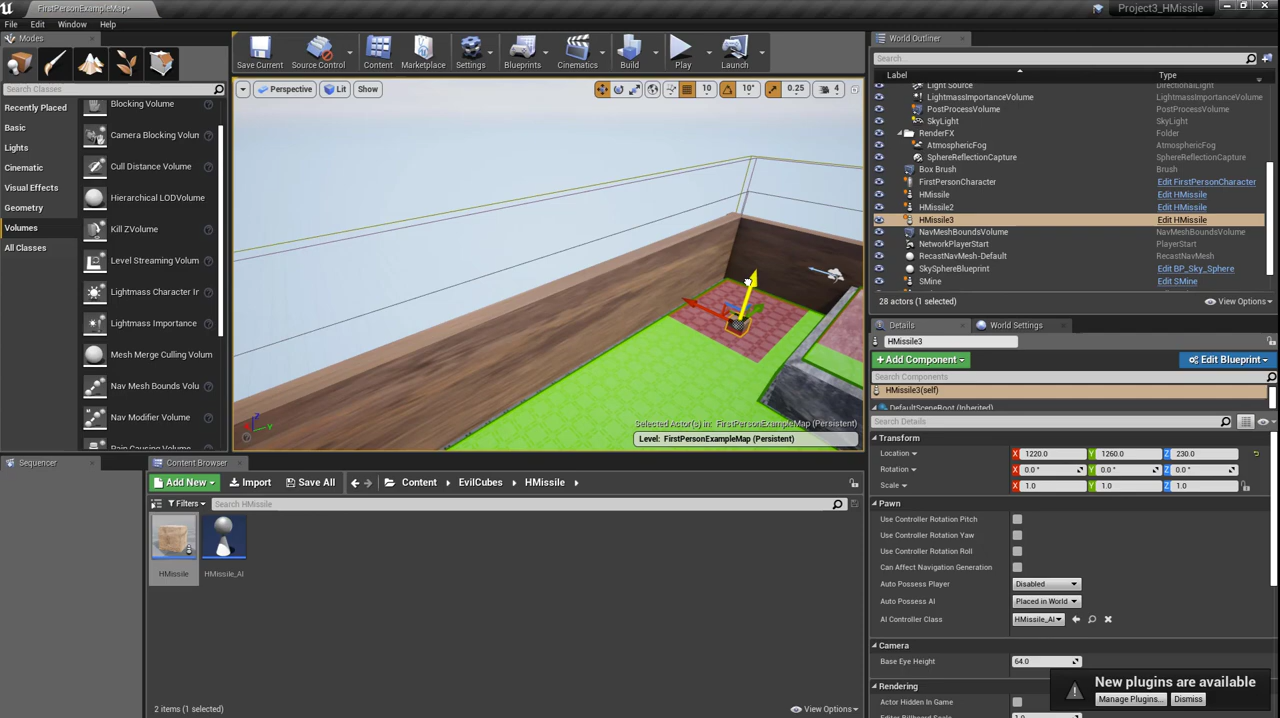 FirstPersonExampleMap*
Project3_HMissile
File Edit Window Help
Modes
Search Classes
Recently Placed
Basic
Lights
Cinematic
Visual Effects
Geometry
Volumes
All Classes
Blocking Volume
Camera Blocking Volun
Cull Distance Volume
Hierarchical LODVolume
Kill ZVolume
Level Streaming Volum
Lightmass Character Ir
Lightmass Importance
Mesh Merge Culling Volum
Nav Mesh Bounds Volu
Nav Modifier Volume
Pain Causing Volume
Save Current
Source Control
Content
Marketplace
Settings
Blueprints
Cinematics
Build
Play
Launch
Perspective
Lit
Show
10
10°
0.25
4
Selected Actor(s) in: FirstPersonExampleMap (Persistent)
Level: FirstPersonExampleMap (Persistent)
World Outliner
Search...
Label Type
Light Source DirectionalLight
LightmassImportanceVolume LightmassImportance
PostProcessVolume PostProcessVolume
SkyLight SkyLight
RenderFX Folder
AtmosphericFog AtmosphericFog
SphereReflectionCapture SphereReflectionCapture
Box Brush Brush
FirstPersonCharacter Edit FirstPersonCharacter
HMissile Edit HMissile
HMissile2 Edit HMissile
HMissile3 Edit HMissile
NavMeshBoundsVolume NavMeshBoundsVolume
NetworkPlayerStart PlayerStart
RecastNavMesh-Default RecastNavMesh
SkySphereBlueprint Edit BP_Sky_Sphere
SMine Edit SMine
28 actors (1 selected)
View Options
Details World Settings
HMissile3
+ Add Component
Edit Blueprint
Search Components
HMissile3(self)
DefaultSceneRoot (Inherited)
Search Details
Transform
Location X 1220.0 Y 1260.0 Z 230.0
Rotation X 0.0 ° Y 0.0 ° Z 0.0 °
Scale X 1.0 Y 1.0 Z 1.0
Pawn
Use Controller Rotation Pitch
Use Controller Rotation Yaw
Use Controller Rotation Roll
Can Affect Navigation Generation
Auto Possess Player Disabled
Auto Possess AI Placed in World
AI Controller Class HMissile_AI
Camera
Base Eye Height 64.0
Rendering
Actor Hidden In Game
New plugins are available
Manage Plugins... Dismiss
Sequencer
Content Browser
Add New
Import
Save All
Content EvilCubes HMissile
Filters
Search HMissile
HMissile HMissile_AI
2 items (1 selected)
View Options